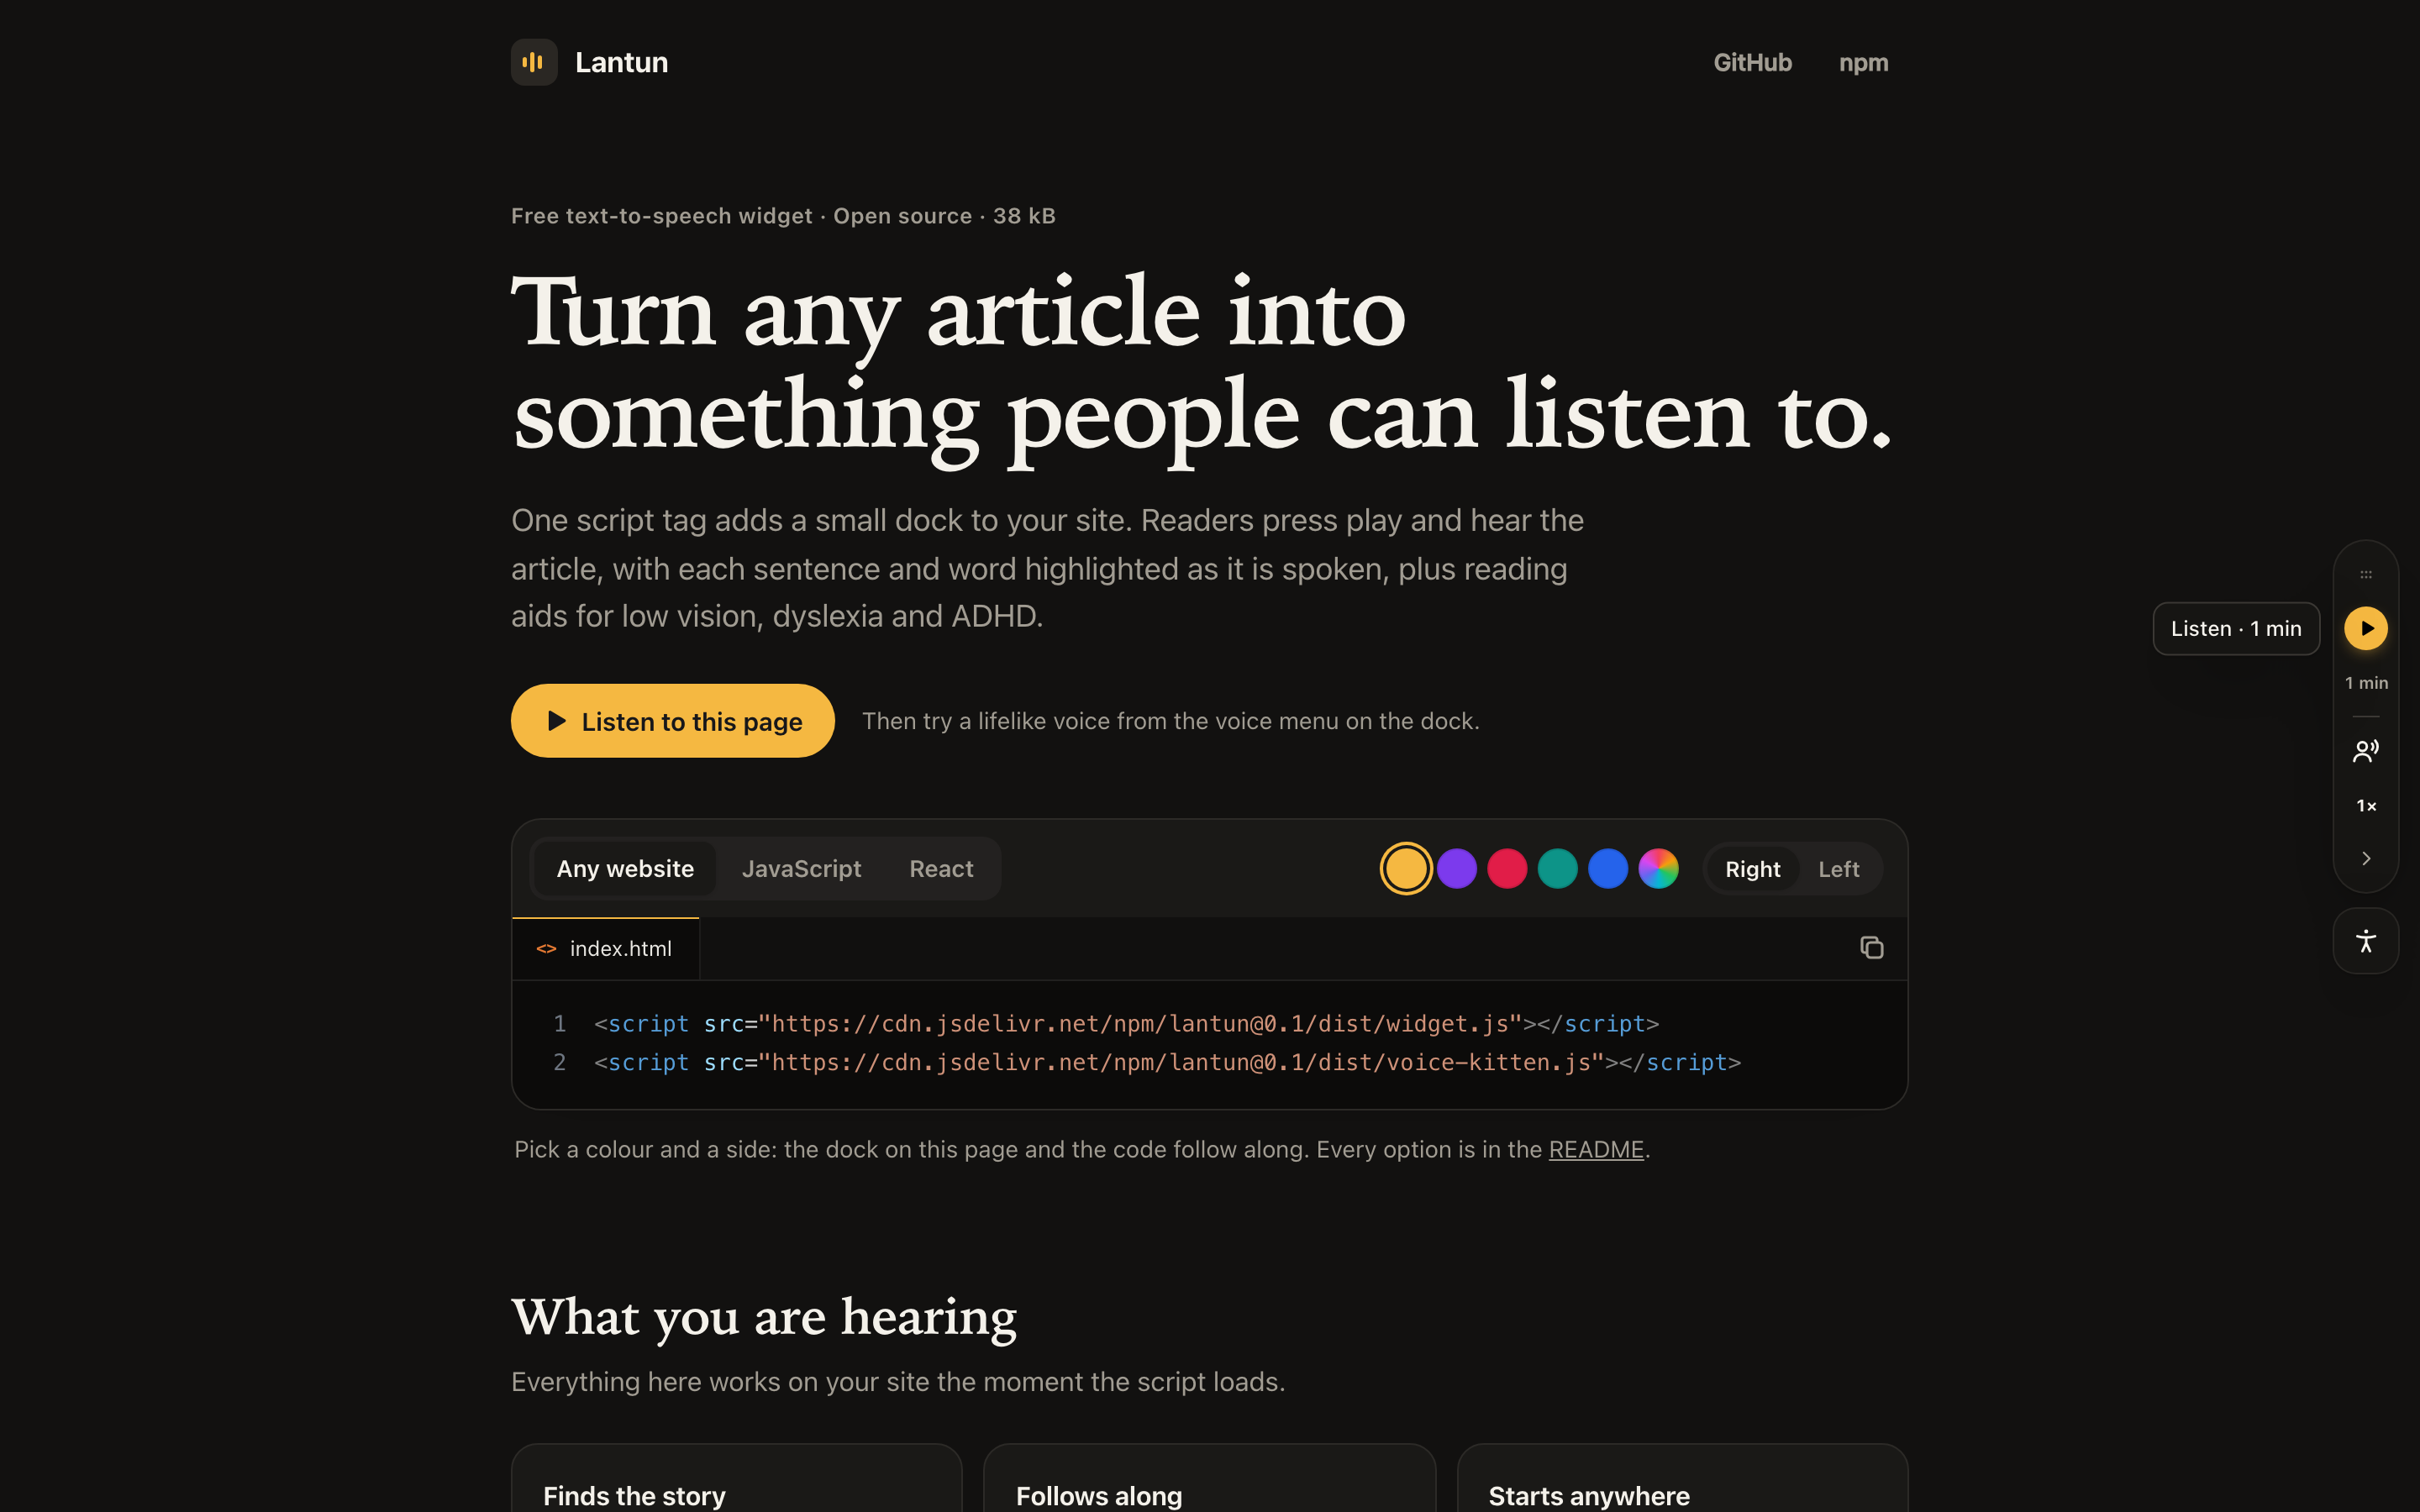 Lantun
GitHub
npm
Free text-to-speech widget · Open source · 38 kB
Turn any article into
something people can listen to.
One script tag adds a small dock to your site. Readers press play and hear the
article, with each sentence and word highlighted as it is spoken, plus reading
aids for low vision, dyslexia and ADHD.
Listen to this page
Then try a lifelike voice from the voice menu on the dock.
Listen · 1 min
1 min
1×
Any website
JavaScript
React
Right
Left
<> index.html
1 <script src="https://cdn.jsdelivr.net/npm/lantun@0.1/dist/widget.js"></script>
2 <script src="https://cdn.jsdelivr.net/npm/lantun@0.1/dist/voice-kitten.js"></script>
Pick a colour and a side: the dock on this page and the code follow along. Every option is in the README.
What you are hearing
Everything here works on your site the moment the script loads.
Finds the story
Follows along
Starts anywhere